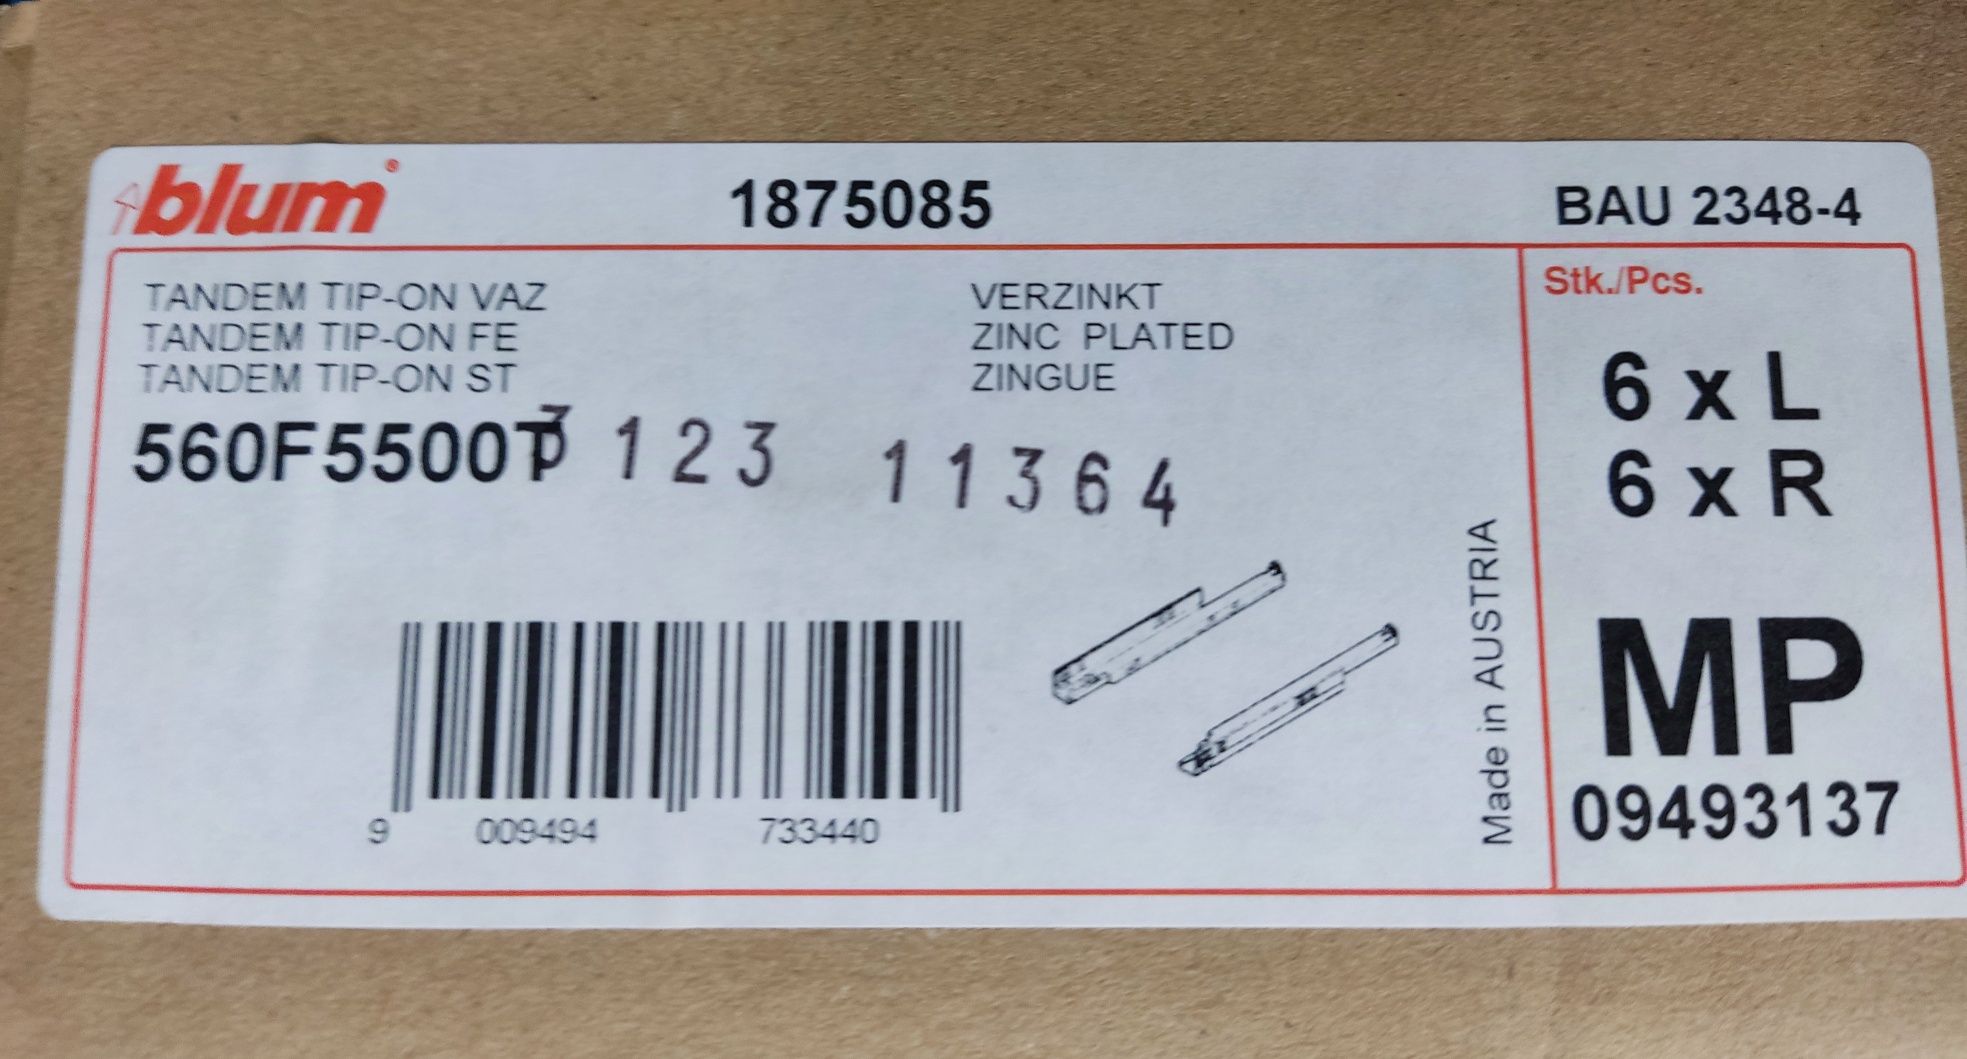 blum®
1875085
BAU 2348-4
TANDEM TIP-ON VAZ
TANDEM TIP-ON FE
TANDEM TIP-ON ST
VERZINKT
ZINC PLATED
ZINGUE
560F5500T
123 11364
Stk./Pcs.
6 x L
6 x R
MP
09493137
Made in AUSTRIA
9 009494 733440